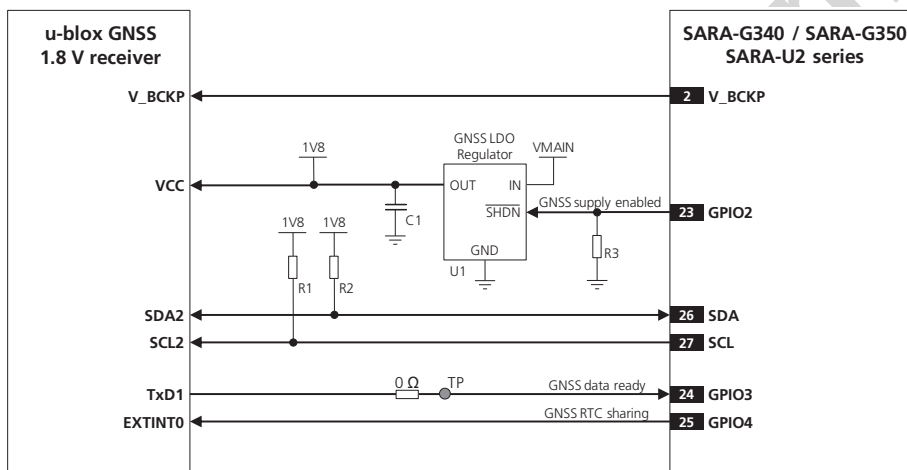 u-blox GNSS
1.8 V receiver
SARA-G340 / SARA-G350
SARA-U2 series
V_BCKP
2 V_BCKP
GNSS LDO
Regulator
VMAIN
1V8
VCC
OUT IN
C1
SHDN
GNSS supply enabled
23 GPIO2
1V8 1V8
GND
R3
U1
R1 R2
SDA2
26 SDA
SCL2
27 SCL
0 Ω TP
TxD1
GNSS data ready
24 GPIO3
EXTINT0
GNSS RTC sharing
25 GPIO4